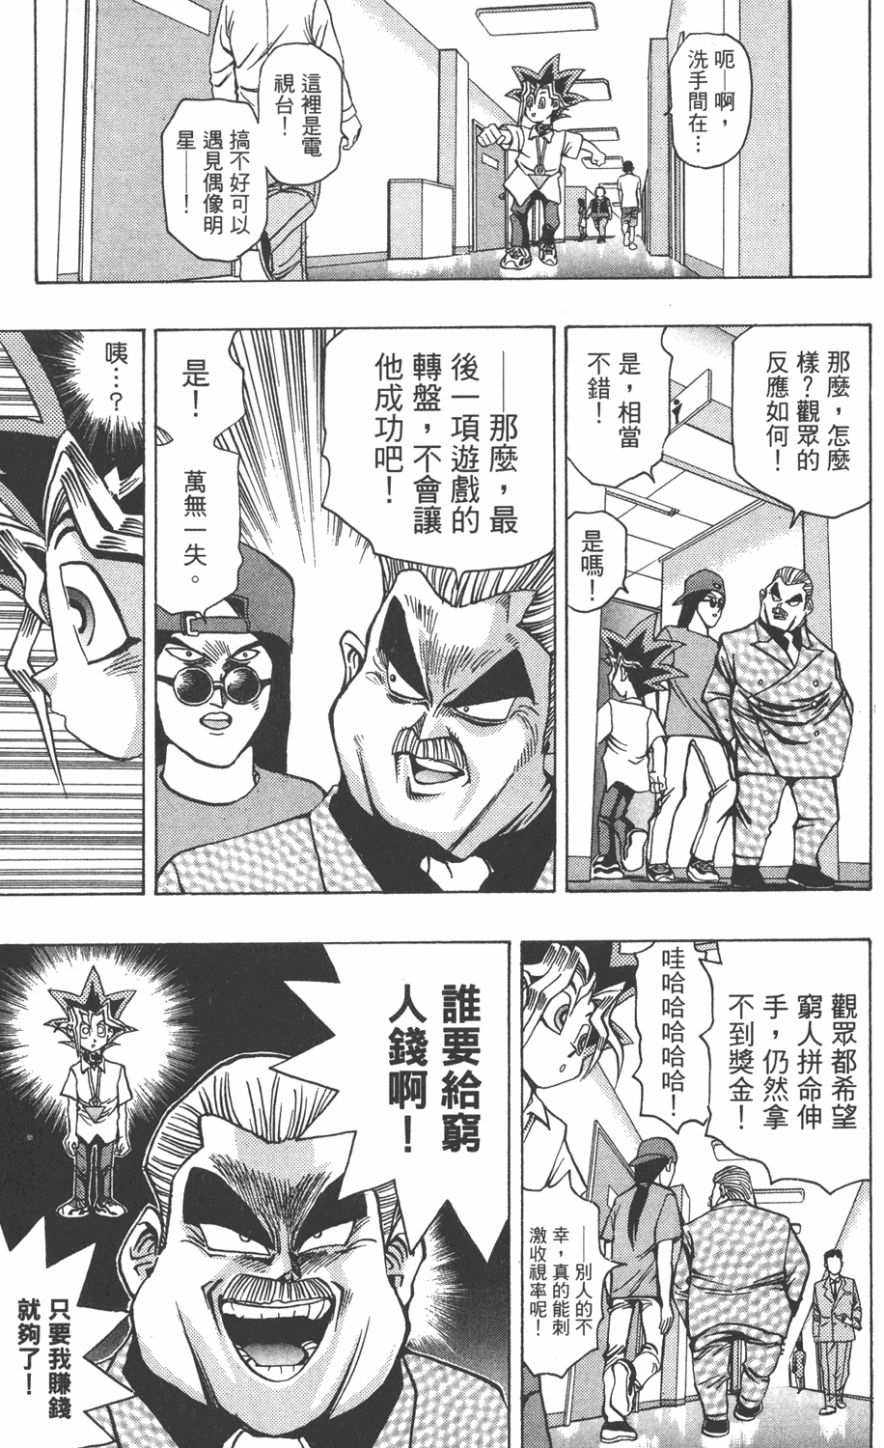 呃─啊，
洗手間在…
這裡是電
視台！
搞不好可以
遇見偶像明
星──！
那麼，怎麼
樣？觀眾的
反應如何！
是，相當
不錯！
是嗎！
──那麼，最
後一項遊戲的
轉盤，不會讓
他成功吧！
是！
萬無一失。
咦…？
觀眾都希望
窮人拼命伸
手，仍然拿
不到獎金！
哇哈哈哈哈哈！
──別人的不
幸，真的能刺
激收視率呢！
誰要給窮
人錢啊！
只要我賺錢
就夠了！